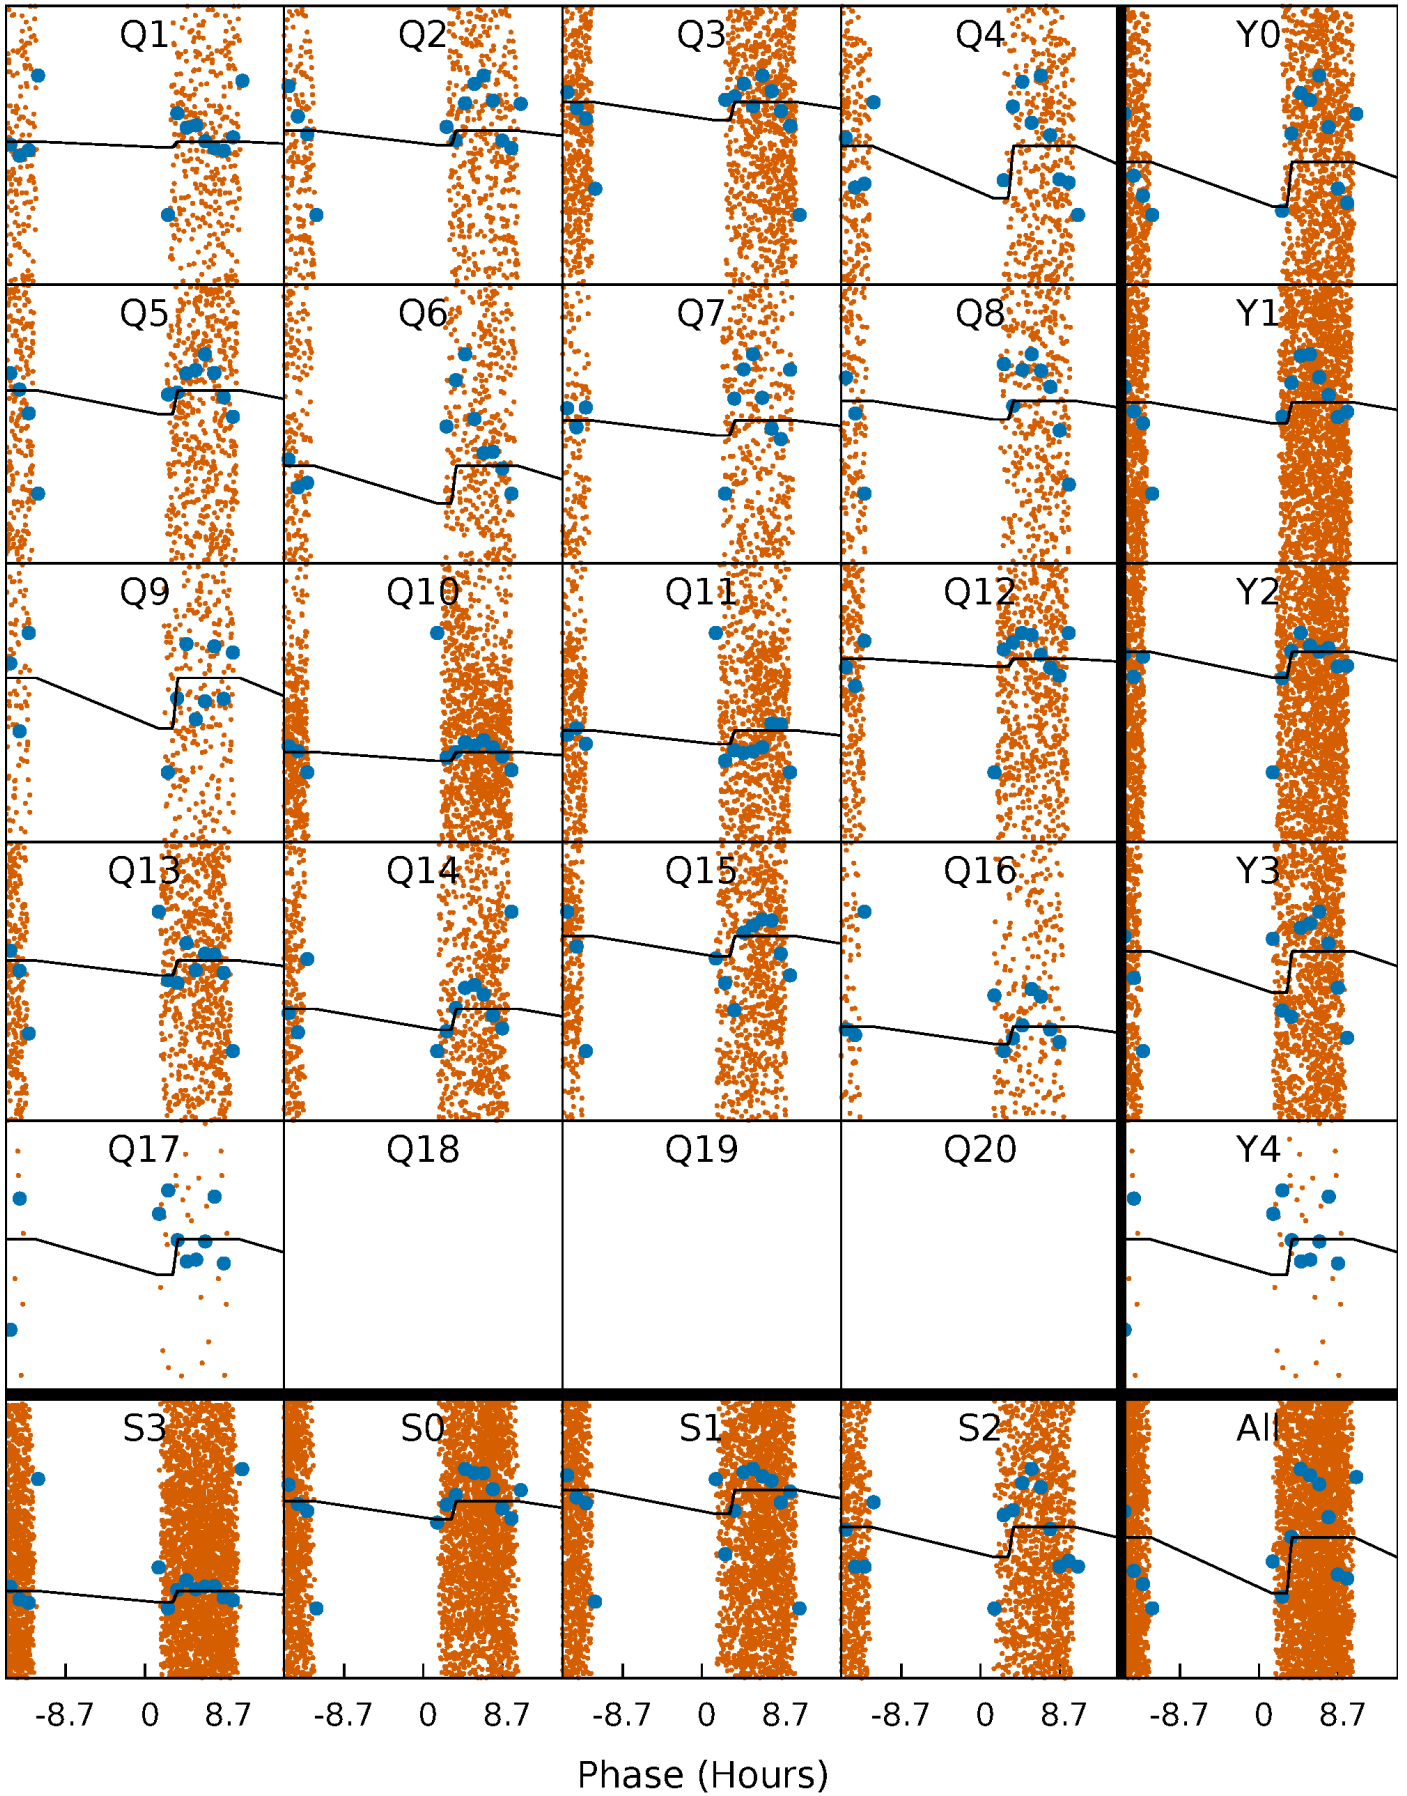 Q1 Q2 Q3 Q4 Y0
Q5 Q6 Q7 Q8 Y1
Q9 Q10 Q11 Q12 Y2
Q13 Q14 Q15 Q16 Y3
Q17 Q18 Q19 Q20 Y4
S3 S0 S1 S2 All
-8.7 0 8.7 -8.7 0 8.7 -8.7 0 8.7 -8.7 0 8.7 -8.7 0 8.7
Phase (Hours)